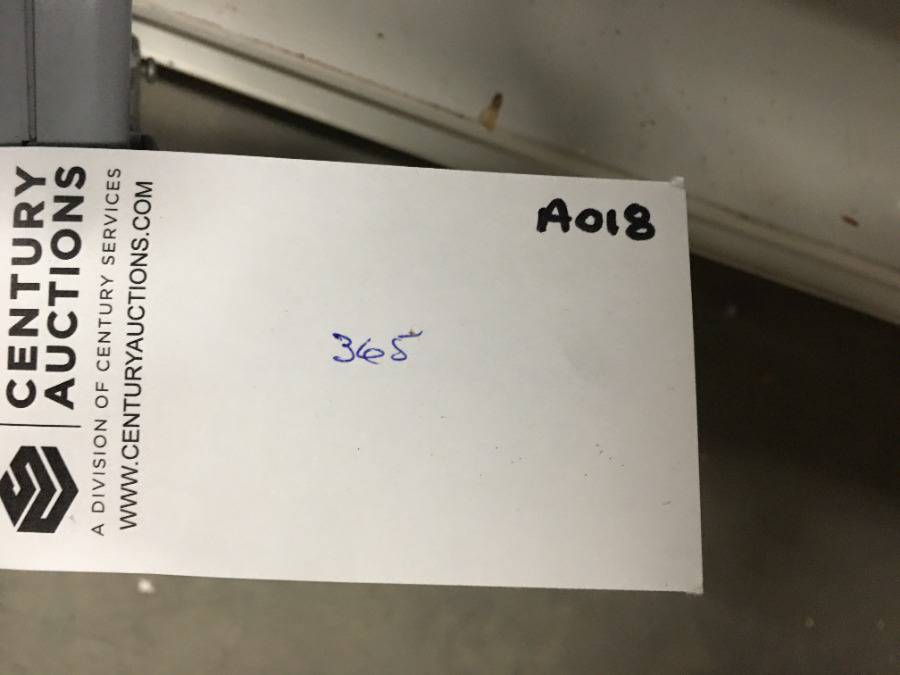 CENTURY
AUCTIONS
A DIVISION OF CENTURY SERVICES
WWW.CENTURYAUCTIONS.COM
A018
365